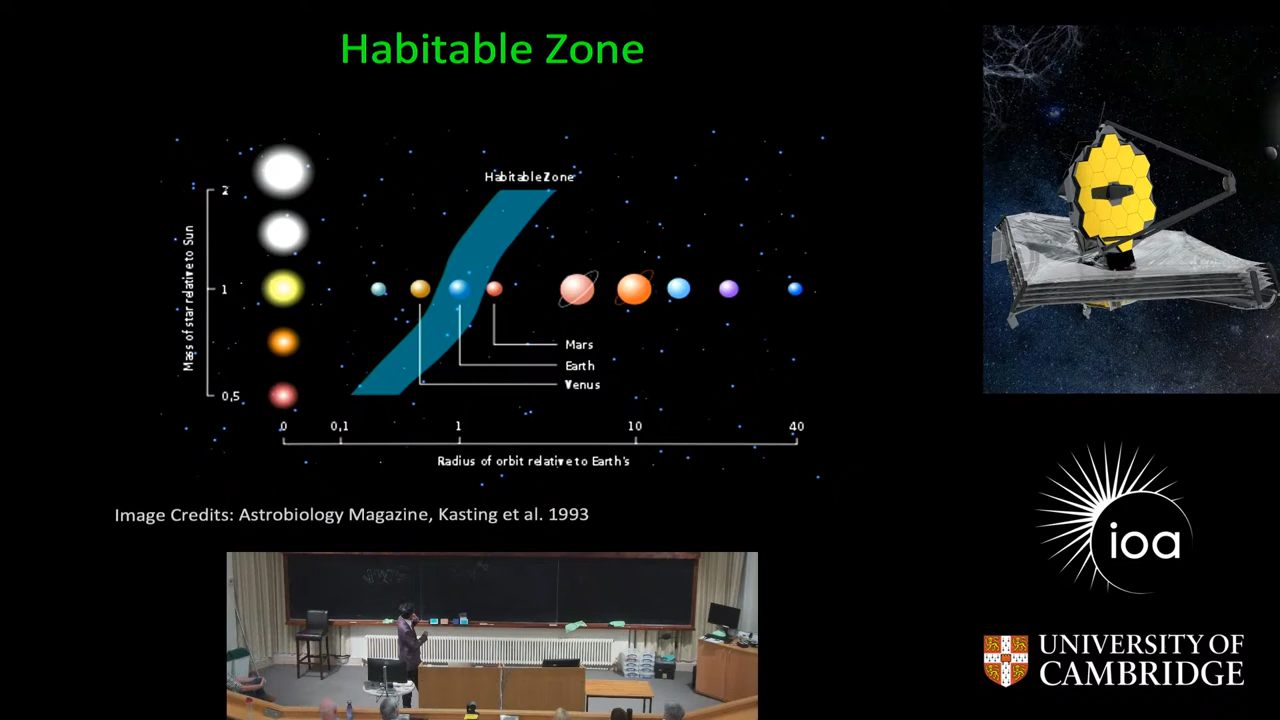 Habitable Zone
Habitable Zone
Mass of star relative to Sun
2
1
0,5
Mars
Earth
Venus
0
0,1
1
10
40
Radius of orbit relative to Earth's
Image Credits: Astrobiology Magazine, Kasting et al. 1993
ioa
UNIVERSITY OF
CAMBRIDGE